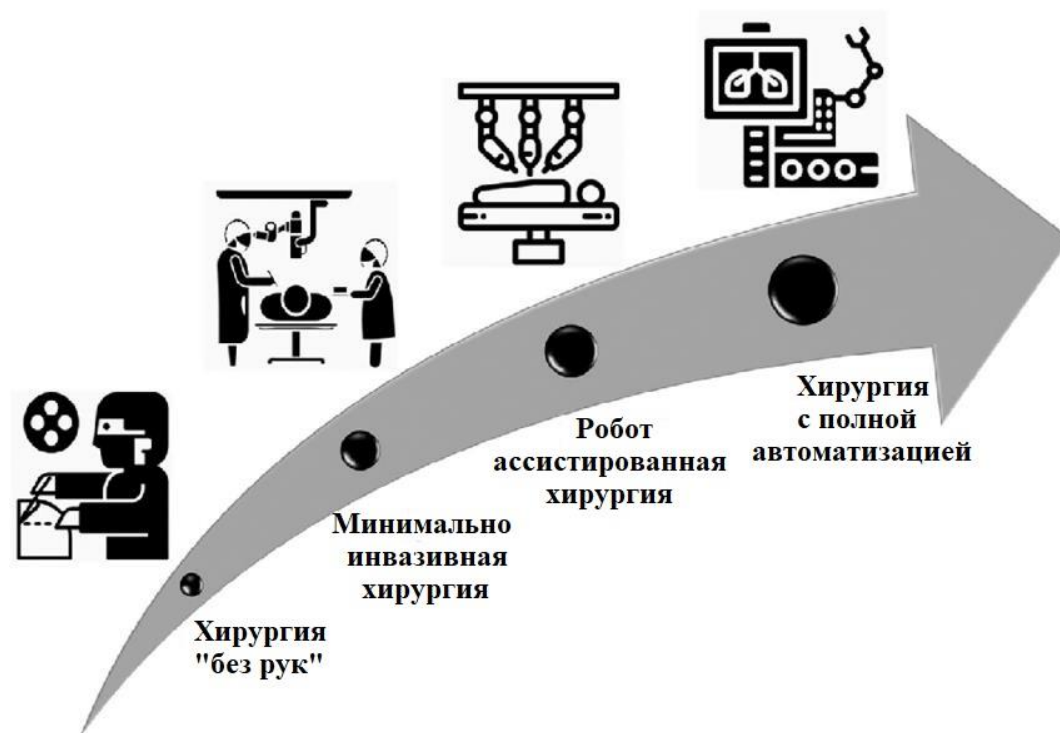 Хирургия
"без рук"
Минимально
инвазивная
хирургия
Робот
ассистированная
хирургия
Хирургия
с полной
автоматизацией